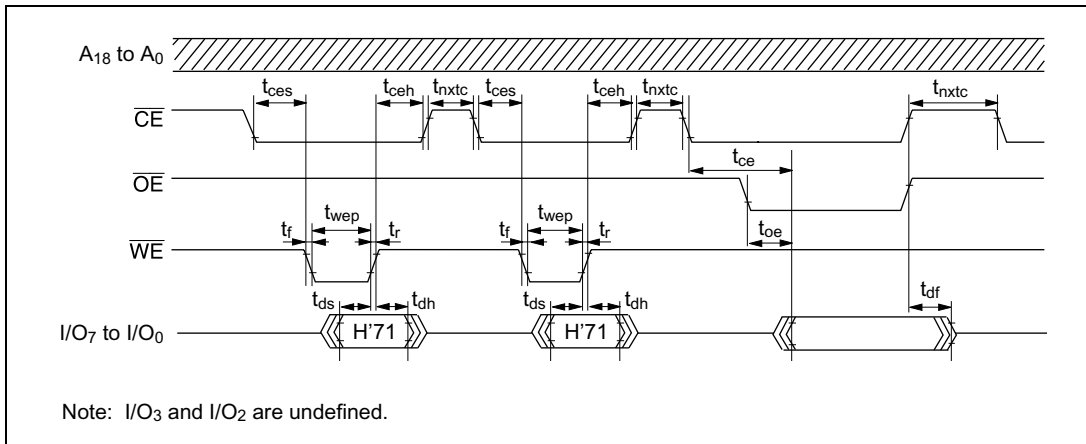 A18 to A0
tces tceh tnxtc tces tceh tnxtc tnxtc
CE
tce
OE
twep twep
tf tr tf tr toe
WE
tds tdh tds tdh tdf
I/O7 to I/O0 H'71 H'71
Note: I/O3 and I/O2 are undefined.